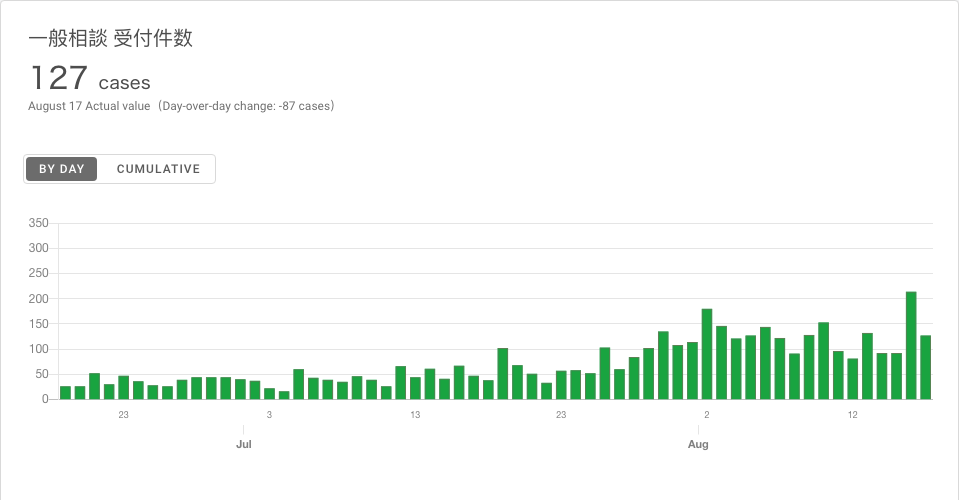 一般相談 受付件数
127 cases
August 17 Actual value（Day-over-day change: -87 cases）
BY DAY CUMULATIVE
350
300
250
200
150
100
50
0
23 3 13 23 2 12
Jul Aug